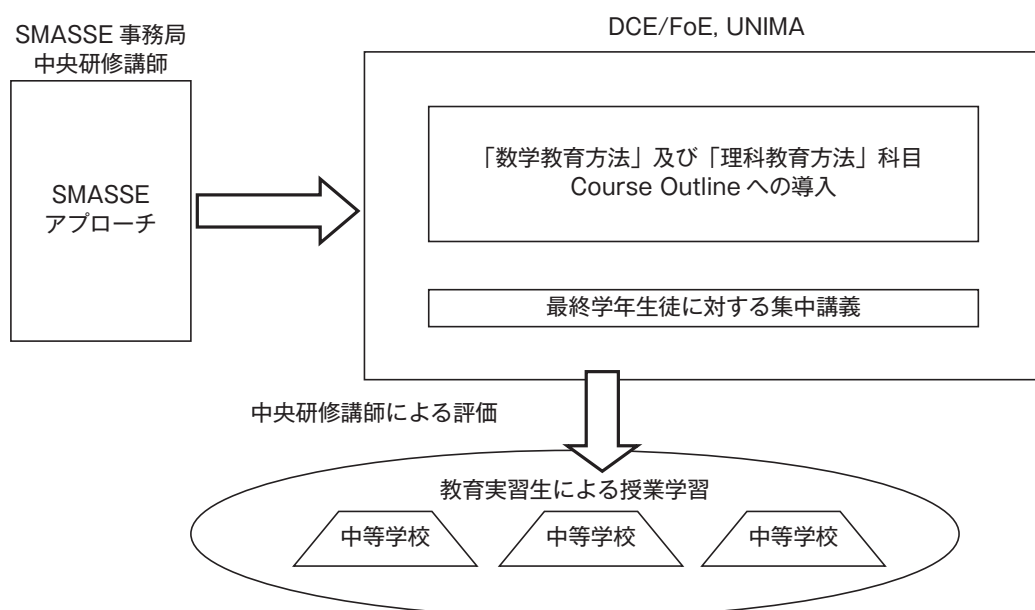 SMASSE 事務局
中央研修講師
SMASSE
アプローチ
DCE/FoE, UNIMA
「数学教育方法」及び「理科教育方法」科目
Course Outline への導入
最終学年生徒に対する集中講義
中央研修講師による評価
教育実習生による授業学習
中等学校
中等学校
中等学校